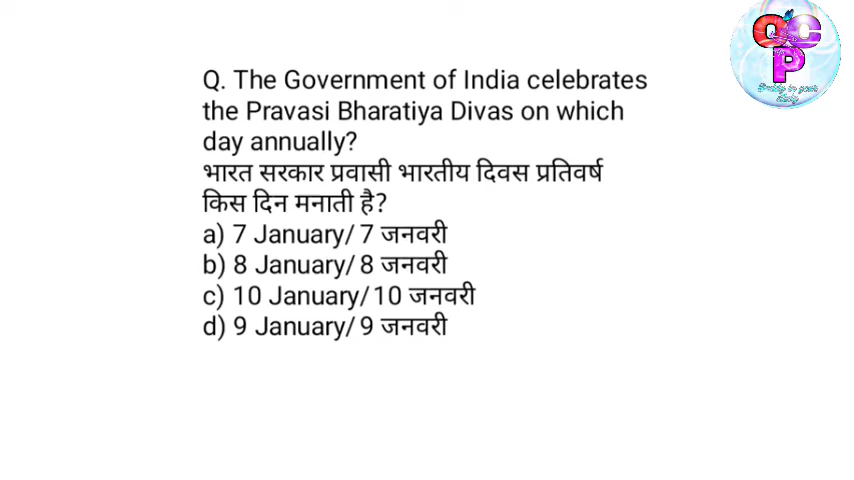 Q. The Government of India celebrates
the Pravasi Bharatiya Divas on which
day annually?
भारत सरकार प्रवासी भारतीय दिवस प्रतिवर्ष
किस दिन मनाती है?
a) 7 January/ 7 जनवरी
b) 8 January/ 8 जनवरी
c) 10 January/ 10 जनवरी
d) 9 January/ 9 जनवरी
QC
P